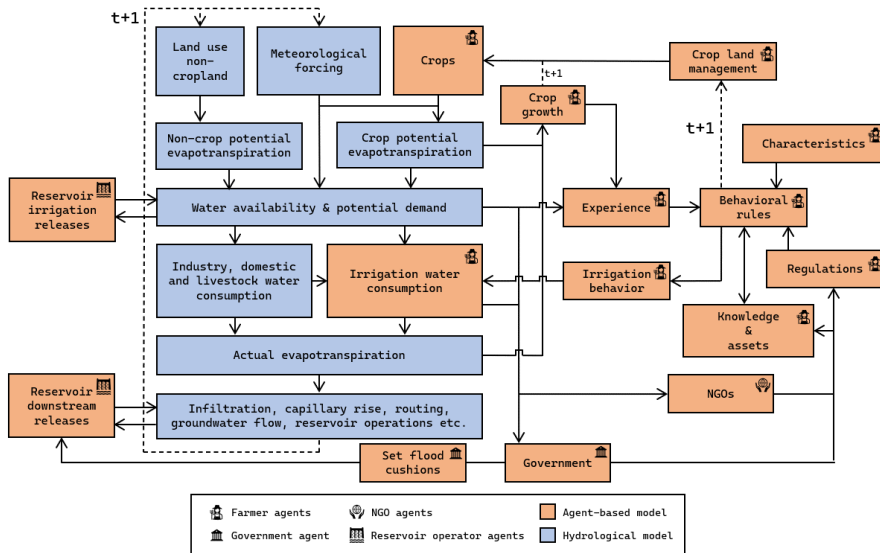 t+1
Land use
non-
cropland
Meteorological
forcing
Crops
Crop land
management
t+1
Crop
growth
t+1
Non-crop potential
evapotranspiration
Crop potential
evapotranspiration
Characteristics
Reservoir
irrigation
releases
Water availability & potential demand
Experience
Behavioral
rules
Industry, domestic
and livestock water
consumption
Irrigation water
consumption
Irrigation
behavior
Regulations
Knowledge
&
assets
Actual evapotranspiration
Reservoir
downstream
releases
Infiltration, capillary rise, routing,
groundwater flow, reservoir operations etc.
NGOs
Set flood
cushions
Government
Farmer agents
NGO agents
Agent-based model
Government agent
Reservoir operator agents
Hydrological model